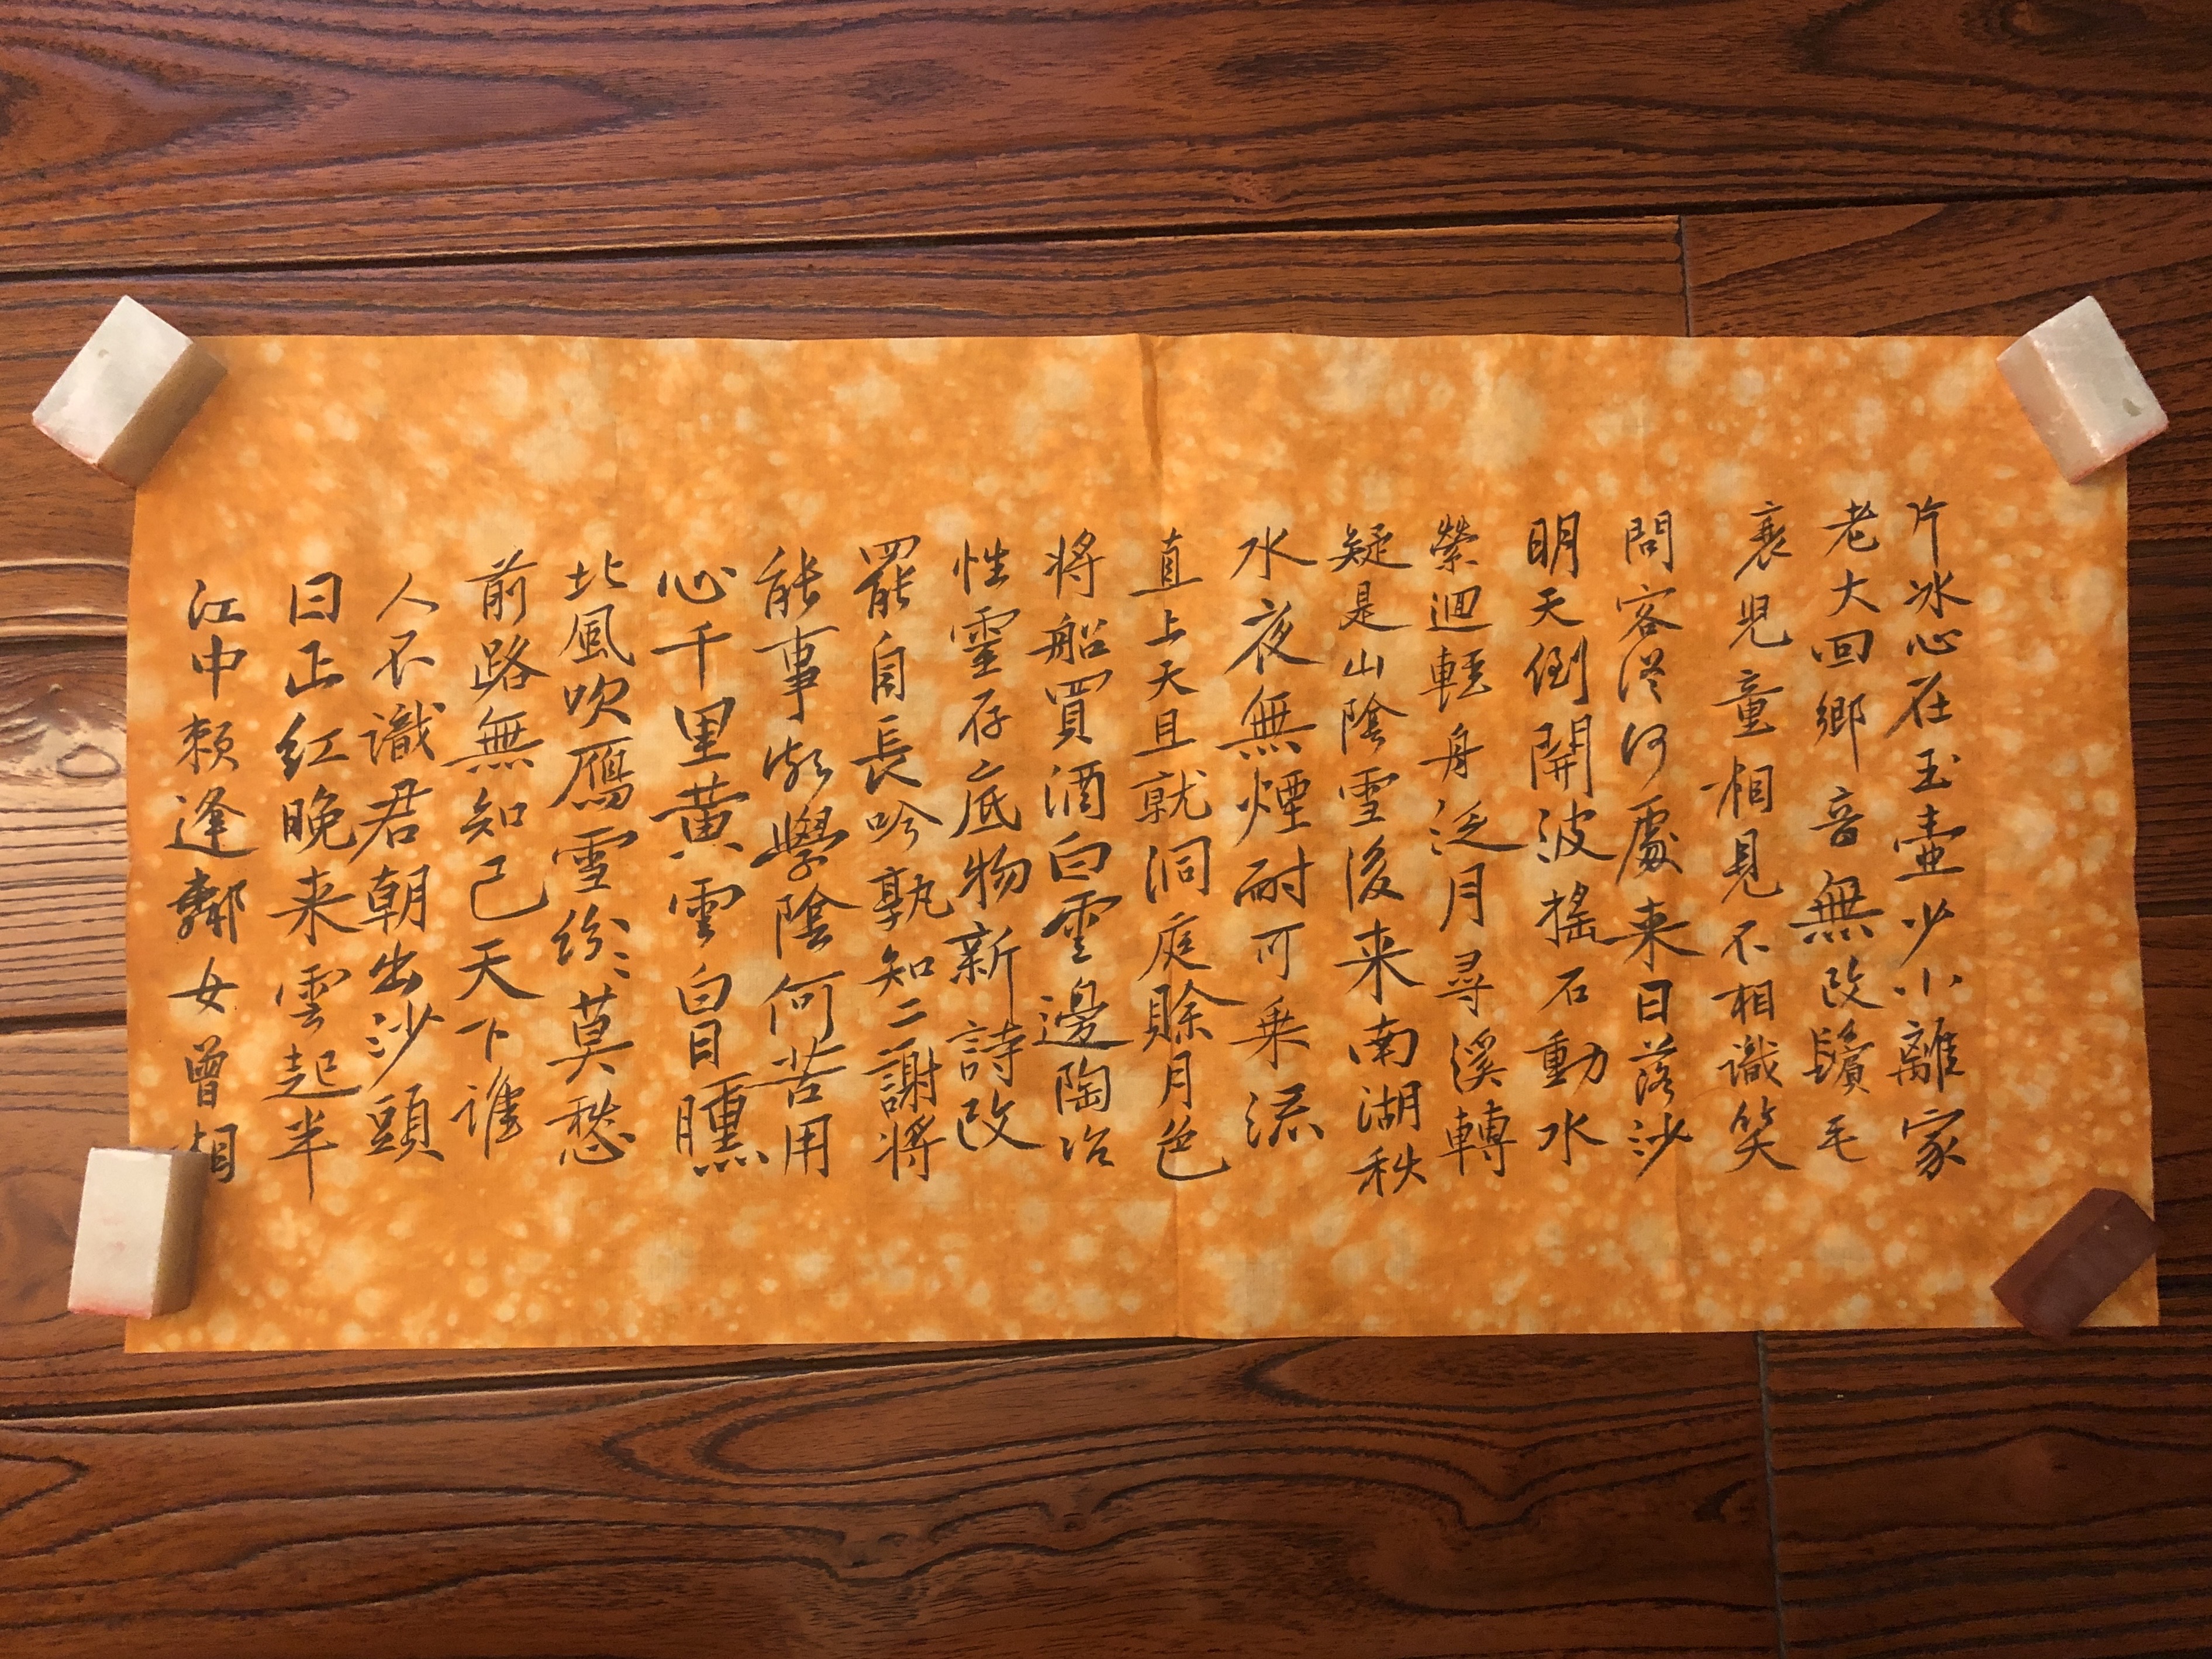 片冰心在玉壺少小離家
老大回鄉音無改鬢毛
衰兒童相見不相識笑
問客從何處来日落沙
明天倒開波搖石動水
縈迴輕舟泛月尋溪轉
疑是山陰雪後来南湖秋
水夜無煙耐可乗流
直上天且就洞庭賒月色
將船買酒白雲邊陶冶
性靈存底物新詩改
罷自長吟孰知二謝將
能事頗學陰何苦用
心千里黄雲白日曛
北風吹鴈雪紛紛莫愁
前路無知己天下誰
人不識君朝出沙頭
日正紅晚来雲起半
江中賴逢鄰女曾相